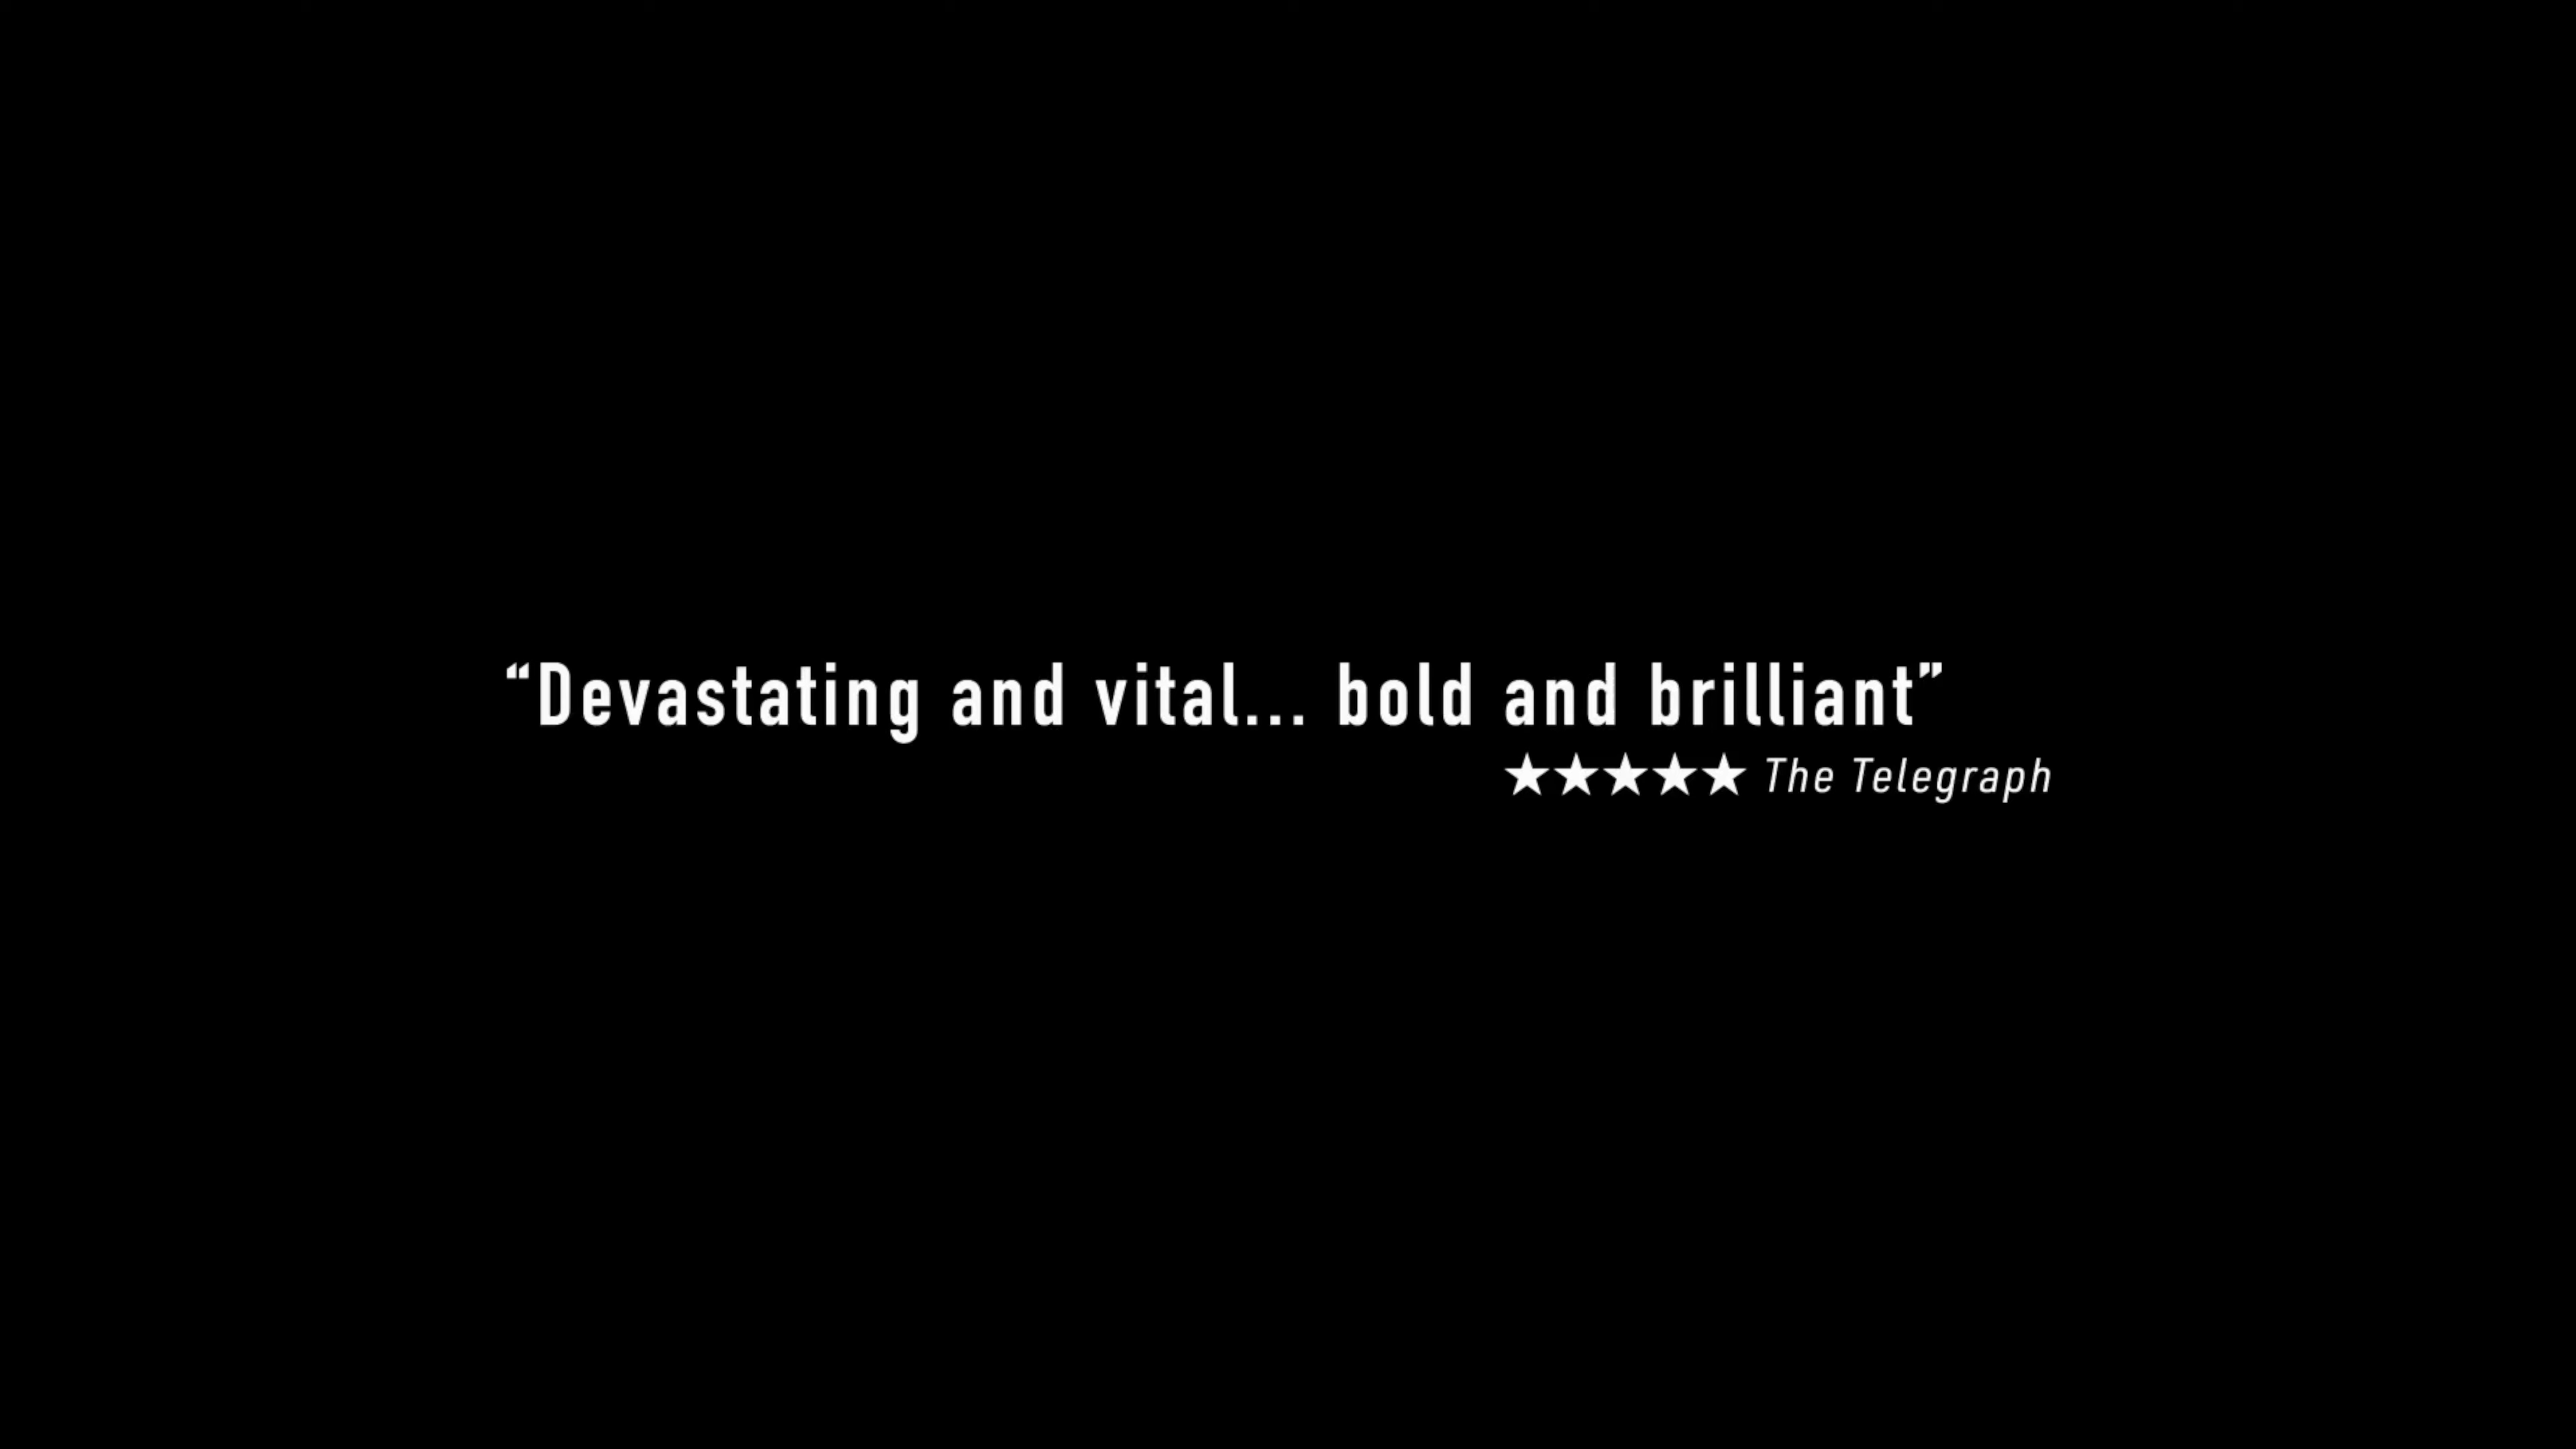 “Devastating and vital... bold and brilliant”
★★★★★ The Telegraph